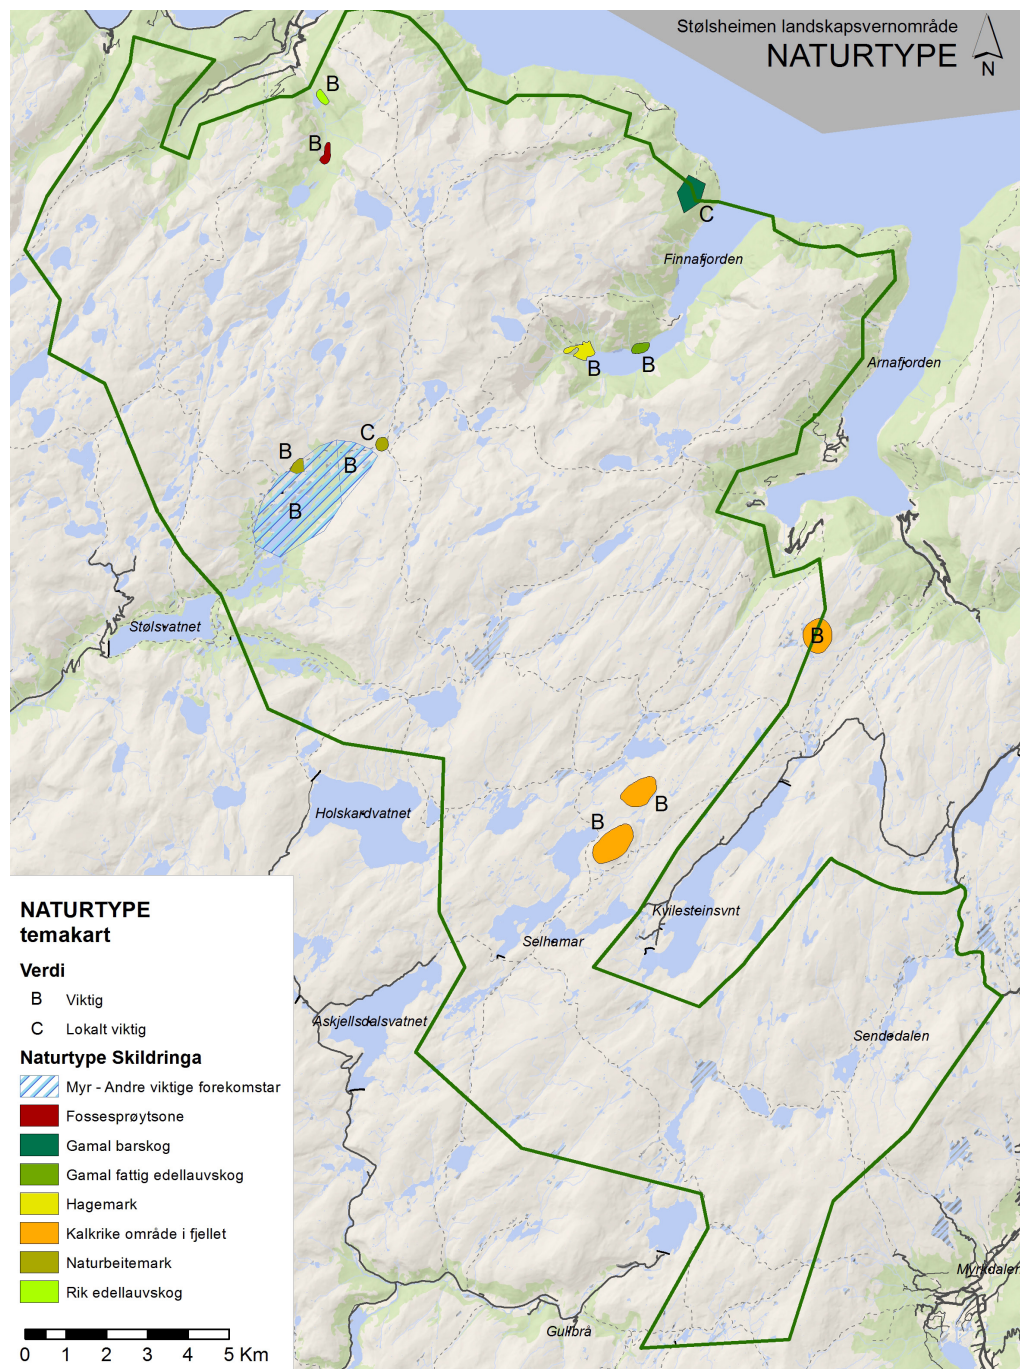 Stølsheimen landskapsvernområde
NATURTYPE
N
B
B
C
Finnafjorden
B
B
Arnafjorden
C
B
B
B
Stølsvatnet
B
Holskardvatnet
B
B
Kvilesteinsvnt
Selhamar
Askjellsdalsvatnet
Sendedalen
Myrkdalen
Gullbrå
NATURTYPE
temakart
Verdi
B Viktig
C Lokalt viktig
Naturtype Skildringa
Myr - Andre viktige forekomstar
Fossesprøytsone
Gamal barskog
Gamal fattig edellauvskog
Hagemark
Kalkrike område i fjellet
Naturbeitemark
Rik edellauvskog
0 1 2 3 4 5 Km